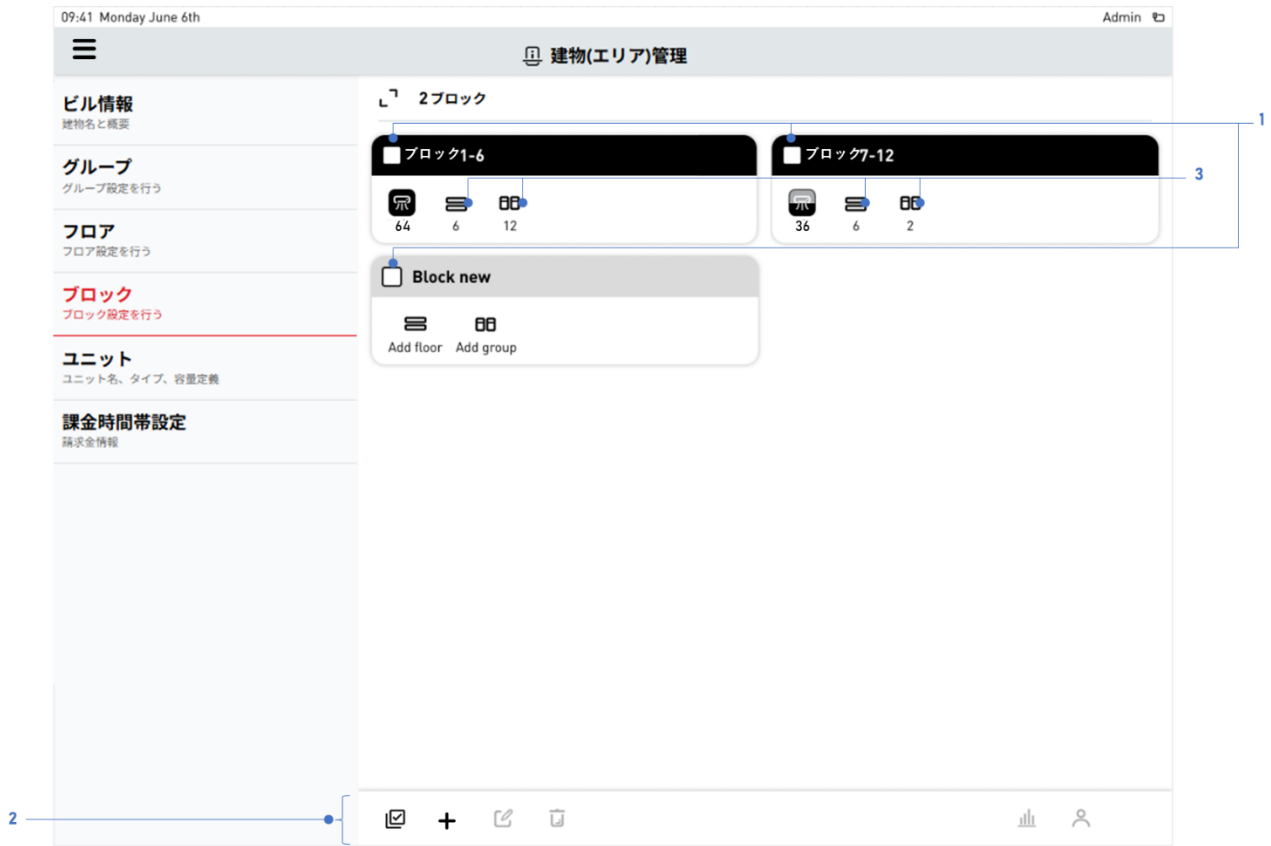 09:41 Monday June 6th
Admin
建物(エリア)管理
ビル情報
建物名と概要
グループ
グループ設定を行う
フロア
フロア設定を行う
ブロック
ブロック設定を行う
ユニット
ユニット名、タイプ、容量定義
課金時間帯設定
請求金情報
2ブロック
1
ブロック1-6
64
6
12
ブロック7-12
36
6
2
3
Block new
Add floor
Add group
2